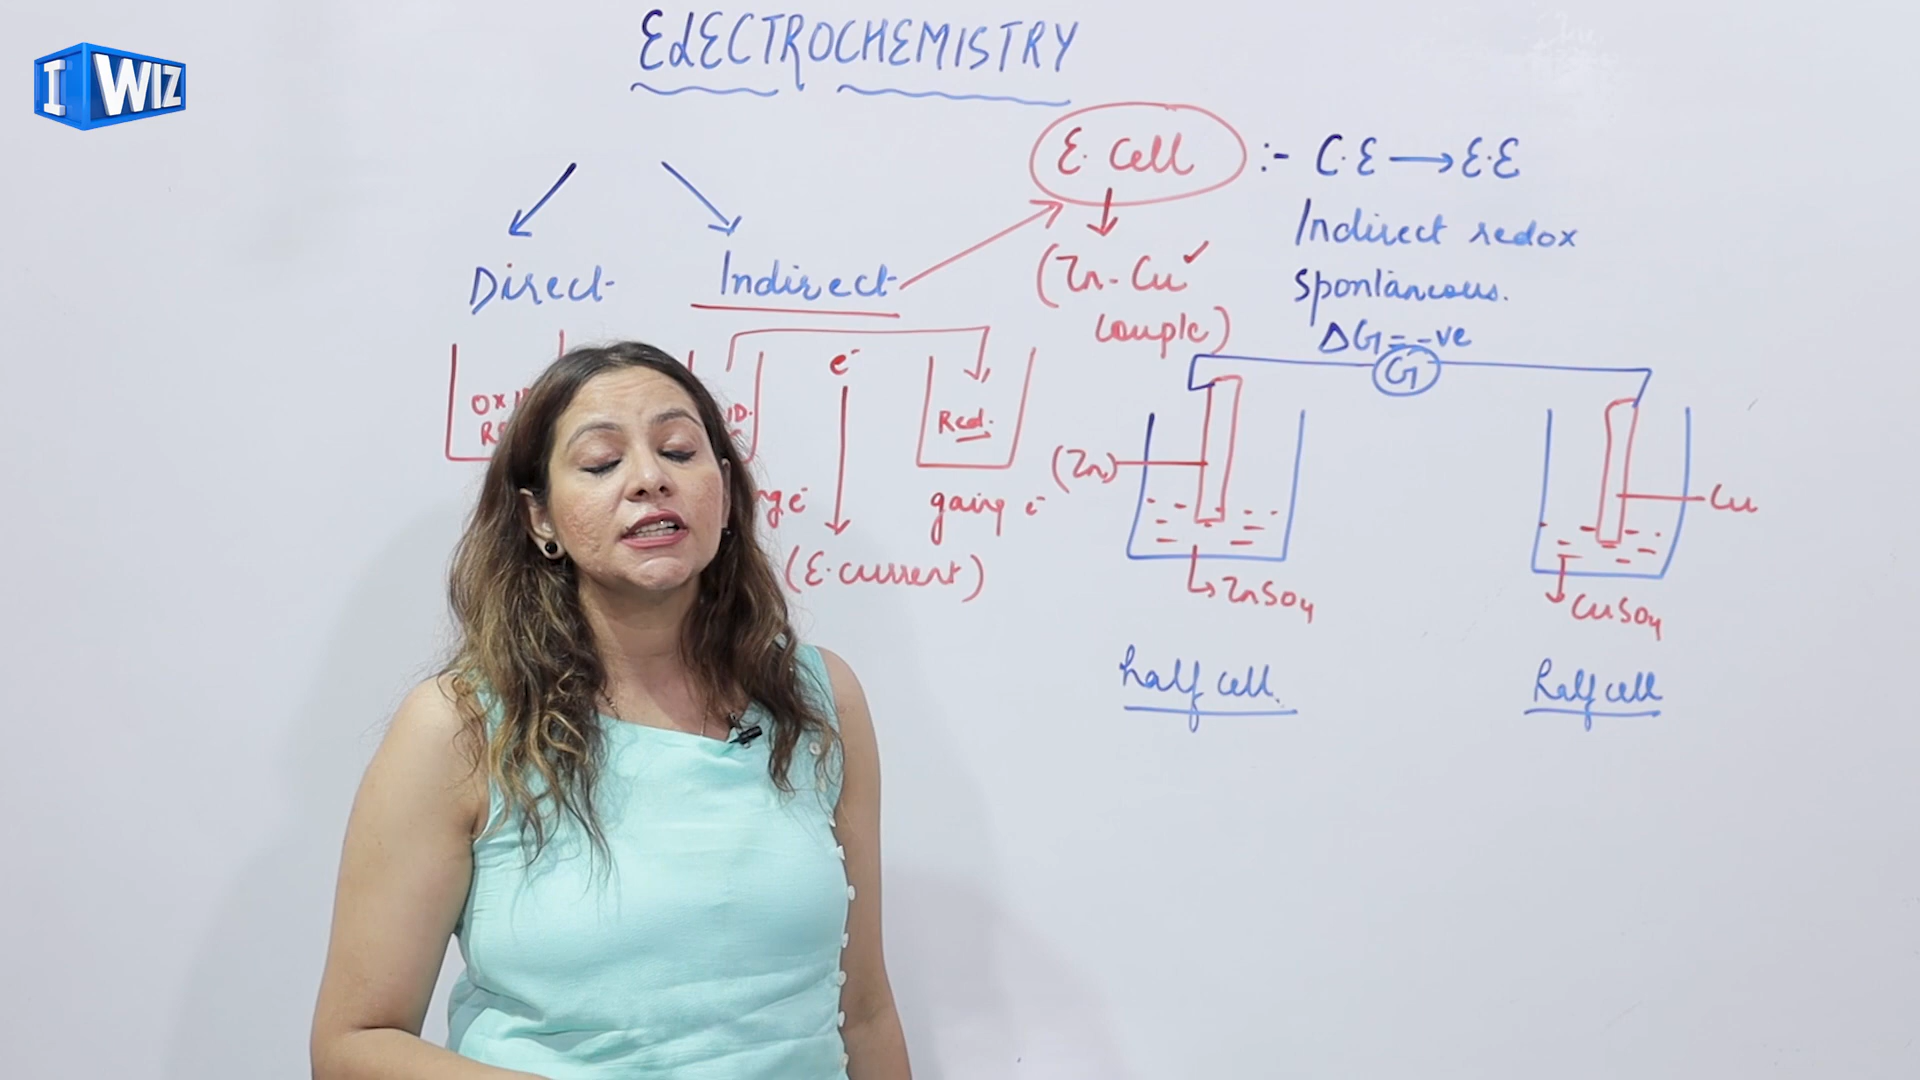 I WIZ
ELECTROCHEMISTRY
E. Cell :- C.E → E.E
Indirect redox
spontaneous.
ΔG = -ve
Direct
Indirect
(Zn-Cu ✓
couple)
e⁻
Red.
G
(Zn)
Cu
gaing e⁻
(E.current)
ZnSO4
CuSO4
half cell.
half cell